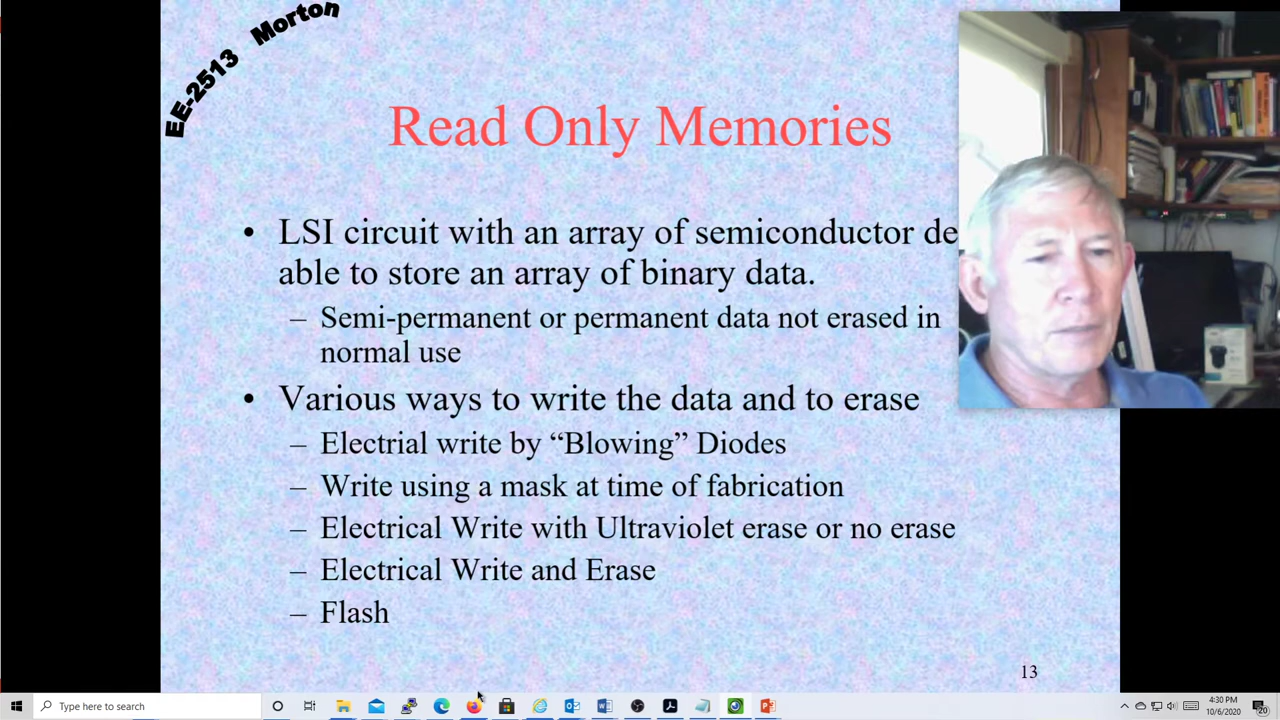 EE-2513 Morton
Read Only Memories
• LSI circuit with an array of semiconductor de
able to store an array of binary data.
– Semi-permanent or permanent data not erased in
normal use
• Various ways to write the data and to erase
– Electrial write by “Blowing” Diodes
– Write using a mask at time of fabrication
– Electrical Write with Ultraviolet erase or no erase
– Electrical Write and Erase
– Flash
13
Type here to search
4:30 PM
10/6/2020
20